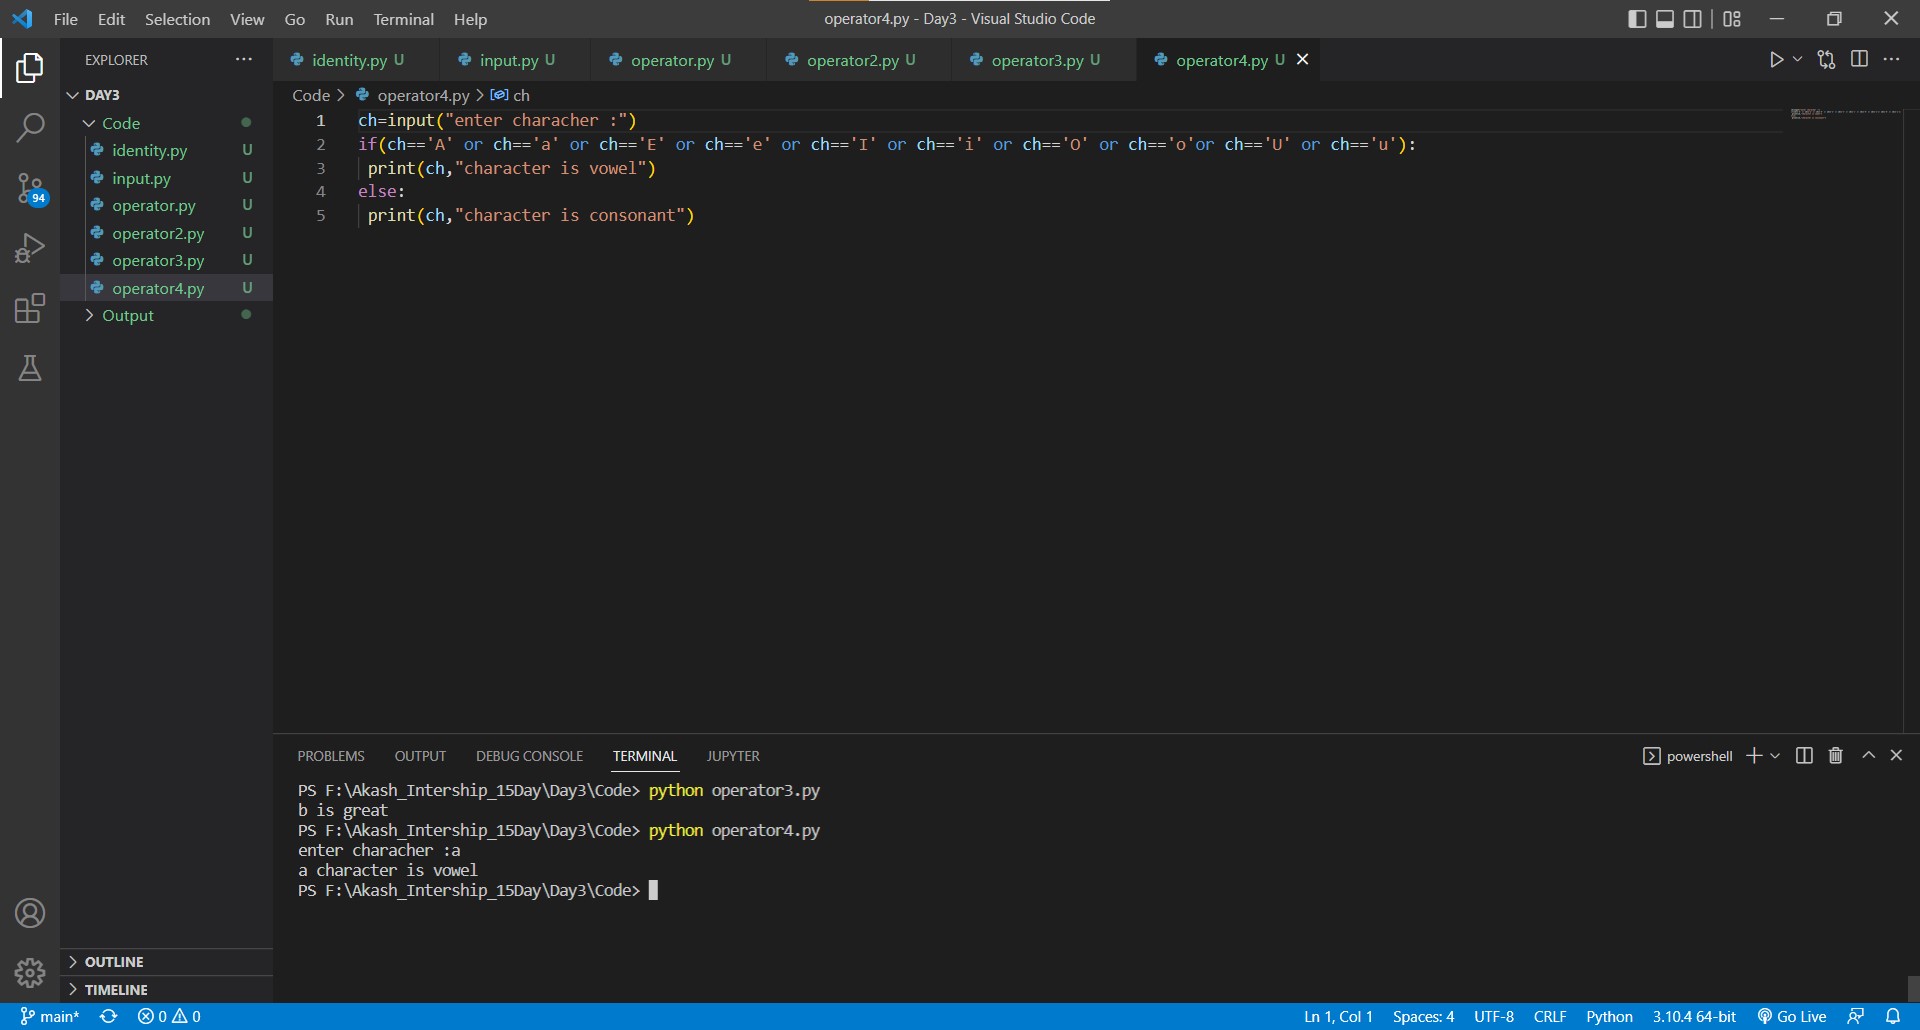 File Edit Selection View Go Run Terminal Help
operator4.py - Day3 - Visual Studio Code
EXPLORER
DAY3
Code
identity.py U
input.py U
operator.py U
operator2.py U
operator3.py U
operator4.py U
Output
94
OUTLINE
TIMELINE
identity.py U input.py U operator.py U operator2.py U operator3.py U operator4.py U
Code > operator4.py > ch
1 ch=input("enter characher :")
2 if(ch=='A' or ch=='a' or ch=='E' or ch=='e' or ch=='I' or ch=='i' or ch=='O' or ch=='o'or ch=='U' or ch=='u'):
3 print(ch,"character is vowel")
4 else:
5 print(ch,"character is consonant")
PROBLEMS OUTPUT DEBUG CONSOLE TERMINAL JUPYTER
powershell
PS F:\Akash_Intership_15Day\Day3\Code> python operator3.py
b is great
PS F:\Akash_Intership_15Day\Day3\Code> python operator4.py
enter characher :a
a character is vowel
PS F:\Akash_Intership_15Day\Day3\Code>
main* 0 0
Ln 1, Col 1 Spaces: 4 UTF-8 CRLF Python 3.10.4 64-bit Go Live